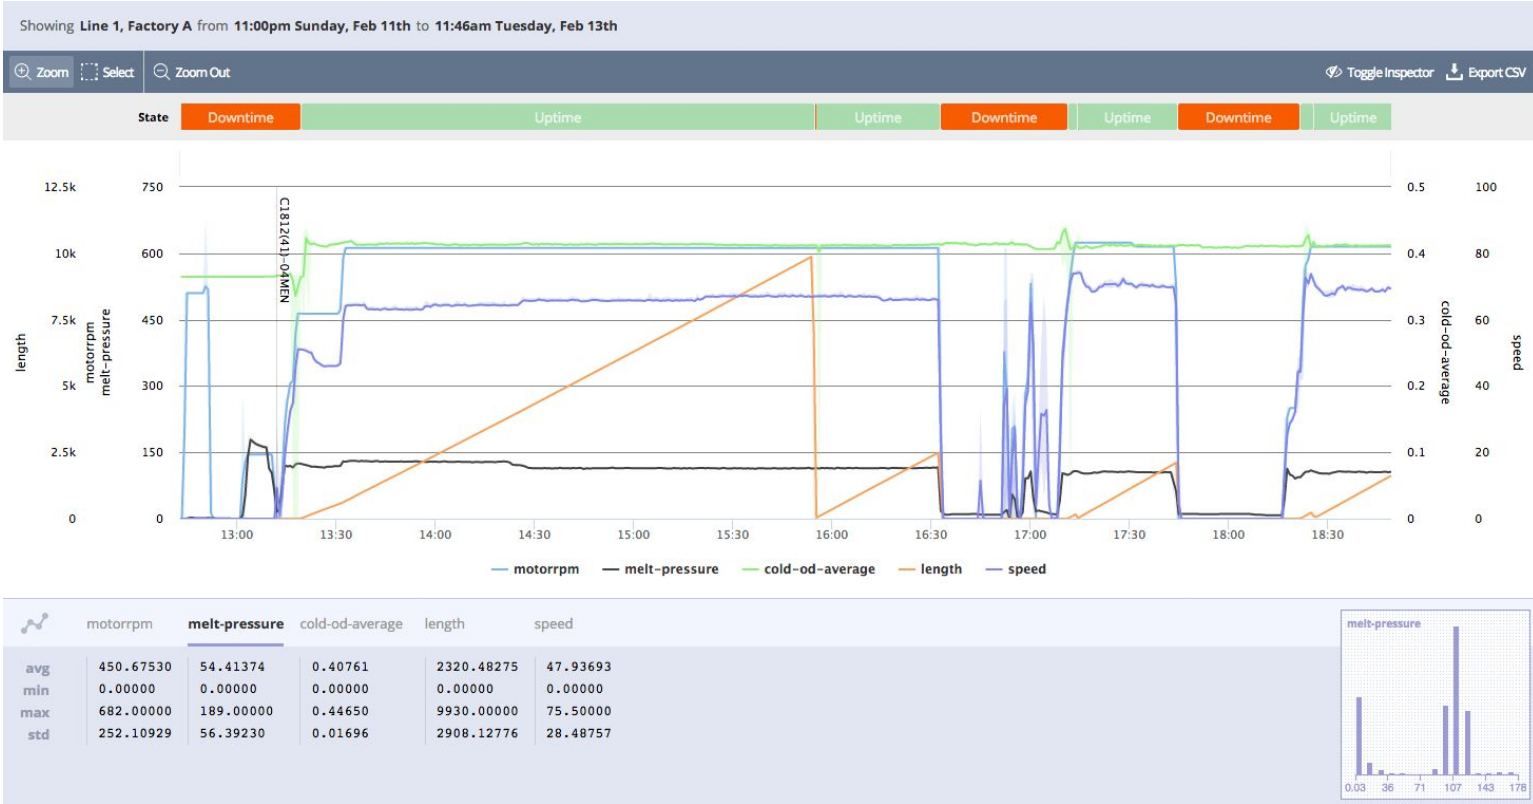 Showing Line 1, Factory A from 11:00pm Sunday, Feb 11th to 11:46am Tuesday, Feb 13th
Zoom Select Zoom Out Toggle Inspector Export CSV
State Downtime Uptime Uptime Downtime Uptime Downtime Uptime
12.5k 750 0.5 100
10k 600 0.4 80
7.5k 450 0.3 60
5k 300 0.2 40
2.5k 150 0.1 20
0 0 0 0
length
motorrpm
melt-pressure
C1812(41)-04MEN
cold-od-average
speed
13:00 13:30 14:00 14:30 15:00 15:30 16:00 16:30 17:00 17:30 18:00 18:30
motorrpm melt-pressure cold-od-average length speed
motorrpm melt-pressure cold-od-average length speed
avg 450.67530 54.41374 0.40761 2320.48275 47.93693
min 0.00000 0.00000 0.00000 0.00000 0.00000
max 682.00000 189.00000 0.44650 9930.00000 75.50000
std 252.10929 56.39230 0.01696 2908.12776 28.48757
melt-pressure
0.03 36 71 107 143 178